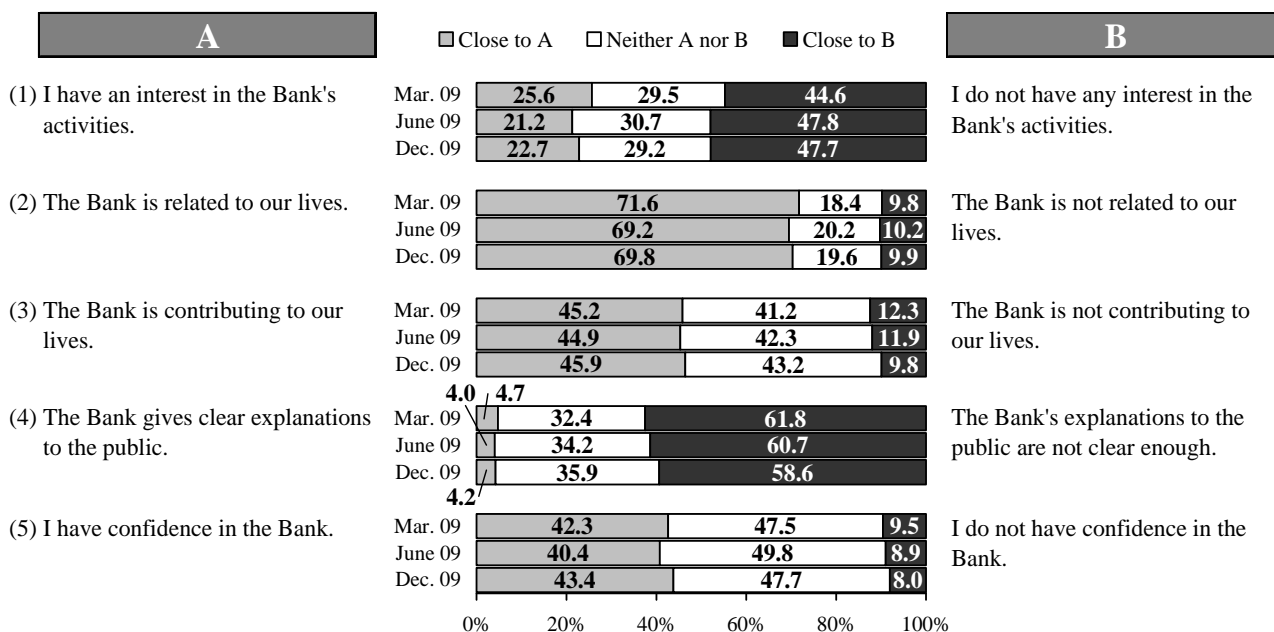 A
Close to A Neither A nor B Close to B
B
(1) I have an interest in the Bank's
activities.
Mar. 09 25.6 29.5 44.6
June 09 21.2 30.7 47.8
Dec. 09 22.7 29.2 47.7
I do not have any interest in the
Bank's activities.
(2) The Bank is related to our lives.
Mar. 09 71.6 18.4 9.8
June 09 69.2 20.2 10.2
Dec. 09 69.8 19.6 9.9
The Bank is not related to our
lives.
(3) The Bank is contributing to our
lives.
Mar. 09 45.2 41.2 12.3
June 09 44.9 42.3 11.9
Dec. 09 45.9 43.2 9.8
The Bank is not contributing to
our lives.
(4) The Bank gives clear explanations
to the public.
4.0 4.7
Mar. 09 32.4 61.8
June 09 34.2 60.7
Dec. 09 35.9 58.6
4.2
The Bank's explanations to the
public are not clear enough.
(5) I have confidence in the Bank.
Mar. 09 42.3 47.5 9.5
June 09 40.4 49.8 8.9
Dec. 09 43.4 47.7 8.0
I do not have confidence in the
Bank.
0% 20% 40% 60% 80% 100%